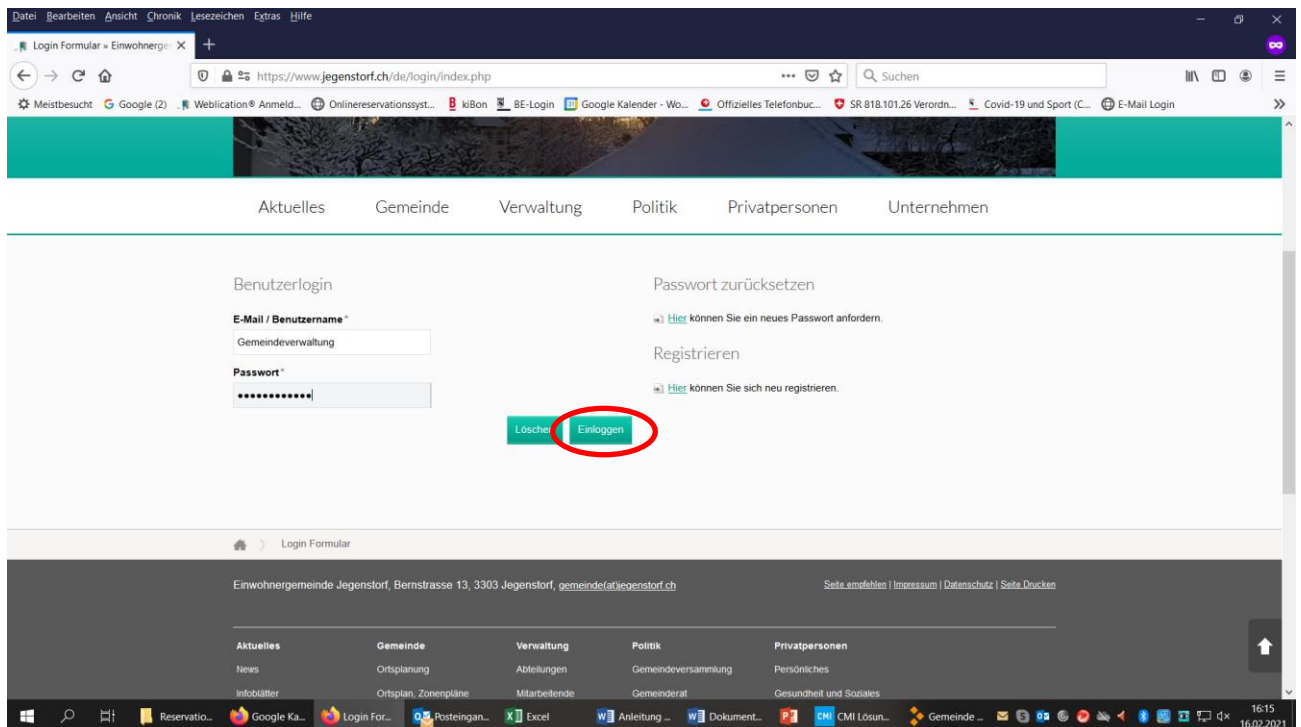 Datei Bearbeiten Ansicht Chronik Lesezeichen Extras Hilfe
Login Formular » Einwohnerge
https://www.jegenstorf.ch/de/login/index.php
Suchen
Meistbesucht Google (2) Weblication® Anmeld... Onlinereservationssyst... kiBon BE-Login Google Kalender - Wo... Offizielles Telefonbuc... SR 818.101.26 Verordn... Covid-19 und Sport (C... E-Mail Login
Aktuelles Gemeinde Verwaltung Politik Privatpersonen Unternehmen
Benutzerlogin Passwort zurücksetzen
E-Mail / Benutzername* Hier können Sie ein neues Passwort anfordern.
Gemeindeverwaltung
Registrieren
Passwort*
Hier können Sie sich neu registrieren.
Löschen Einloggen
Login Formular
Einwohnergemeinde Jegenstorf, Bernstrasse 13, 3303 Jegenstorf, gemeinde(at)jegenstorf.ch Seite empfehlen | Impressum | Datenschutz | Seite Drucken
Aktuelles Gemeinde Verwaltung Politik Privatpersonen
News Ortsplanung Abteilungen Gemeindeversammlung Persönliches
Infoblätter Ortsplan, Zonenpläne Mitarbeitende Gemeinderat Gesundheit und Soziales
Reservatio... Google Ka... Login For... Posteingan... Excel Anleitung ... Dokument... CMI CMI Lösun... Gemeinde ... 16:15
16.02.2021